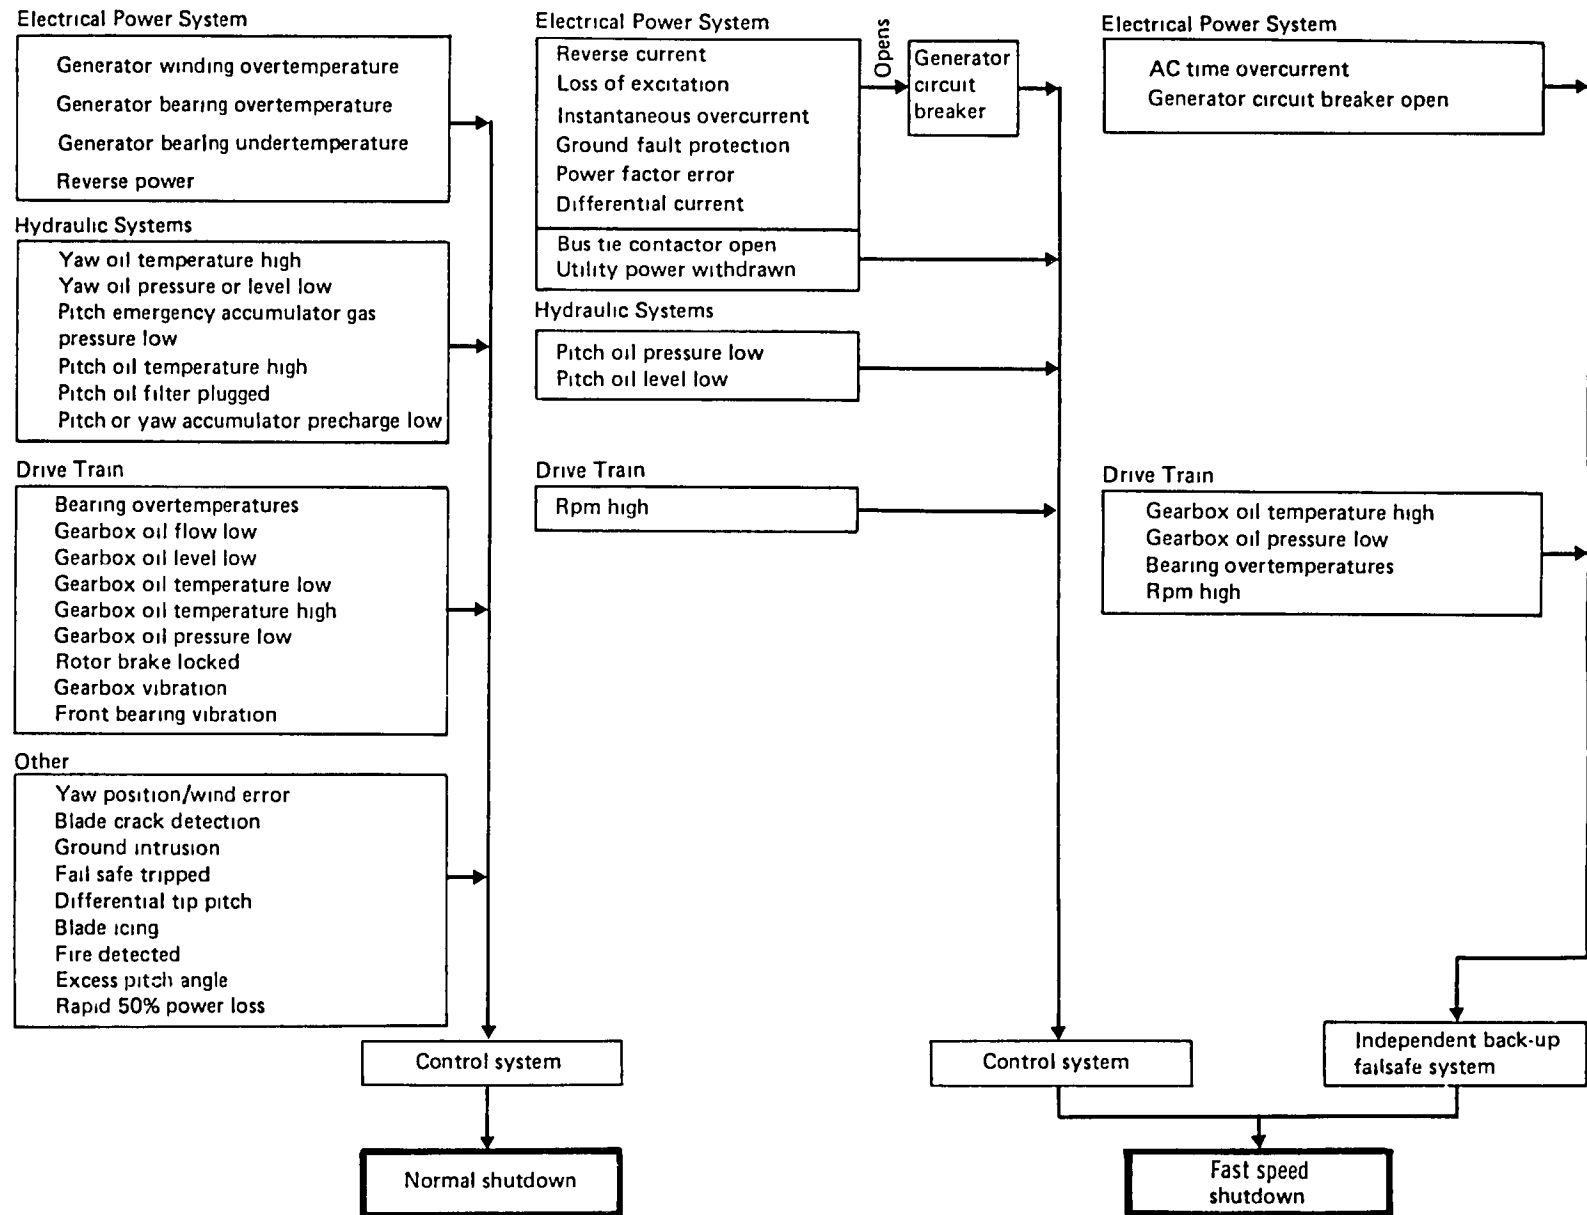 Electrical Power System
Generator winding overtemperature
Generator bearing overtemperature
Generator bearing undertemperature
Reverse power
Hydraulic Systems
Yaw oil temperature high
Yaw oil pressure or level low
Pitch emergency accumulator gas
pressure low
Pitch oil temperature high
Pitch oil filter plugged
Pitch or yaw accumulator precharge low
Drive Train
Bearing overtemperatures
Gearbox oil flow low
Gearbox oil level low
Gearbox oil temperature low
Gearbox oil temperature high
Gearbox oil pressure low
Rotor brake locked
Gearbox vibration
Front bearing vibration
Other
Yaw position/wind error
Blade crack detection
Ground intrusion
Fail safe tripped
Differential tip pitch
Blade icing
Fire detected
Excess pitch angle
Rapid 50% power loss
Control system
Normal shutdown
Electrical Power System
Reverse current
Loss of excitation
Instantaneous overcurrent
Ground fault protection
Power factor error
Differential current
Bus tie contactor open
Utility power withdrawn
Opens
Generator
circuit
breaker
Hydraulic Systems
Pitch oil pressure low
Pitch oil level low
Drive Train
Rpm high
Control system
Electrical Power System
AC time overcurrent
Generator circuit breaker open
Drive Train
Gearbox oil temperature high
Gearbox oil pressure low
Bearing overtemperatures
Rpm high
Independent back-up
failsafe system
Fast speed
shutdown